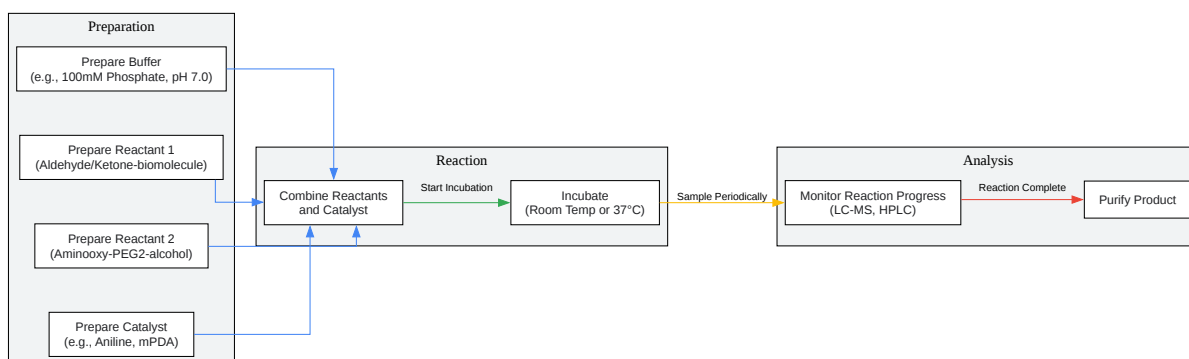 Preparation
Prepare Buffer
(e.g., 100mM Phosphate, pH 7.0)
Prepare Reactant 1
(Aldehyde/Ketone-biomolecule)
Prepare Reactant 2
(Aminooxy-PEG2-alcohol)
Prepare Catalyst
(e.g., Aniline, mPDA)
Reaction
Combine Reactants
and Catalyst
Start Incubation
Incubate
(Room Temp or 37°C)
Sample Periodically
Analysis
Monitor Reaction Progress
(LC-MS, HPLC)
Reaction Complete
Purify Product